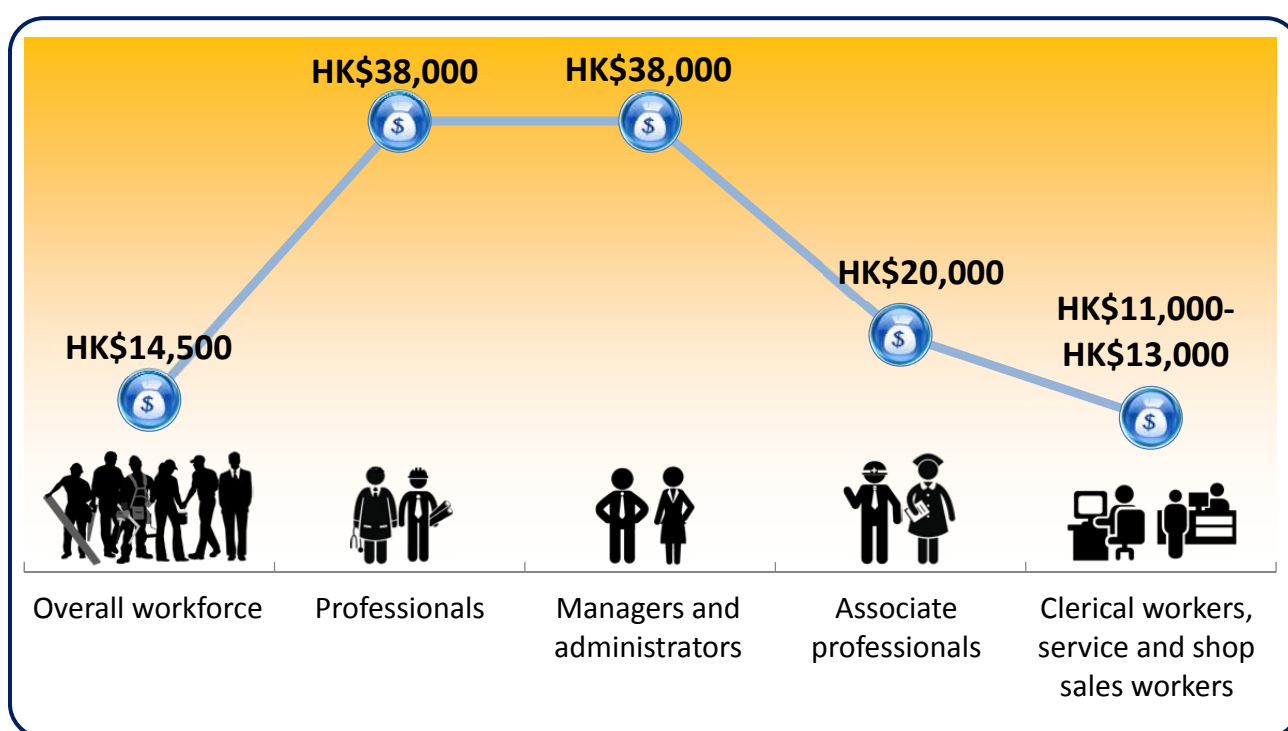 HK$38,000
HK$38,000
HK$20,000
HK$11,000-
HK$13,000
HK$14,500
$
$
$
$
$
Overall workforce
Professionals
Managers and
administrators
Associate
professionals
Clerical workers,
service and shop
sales workers